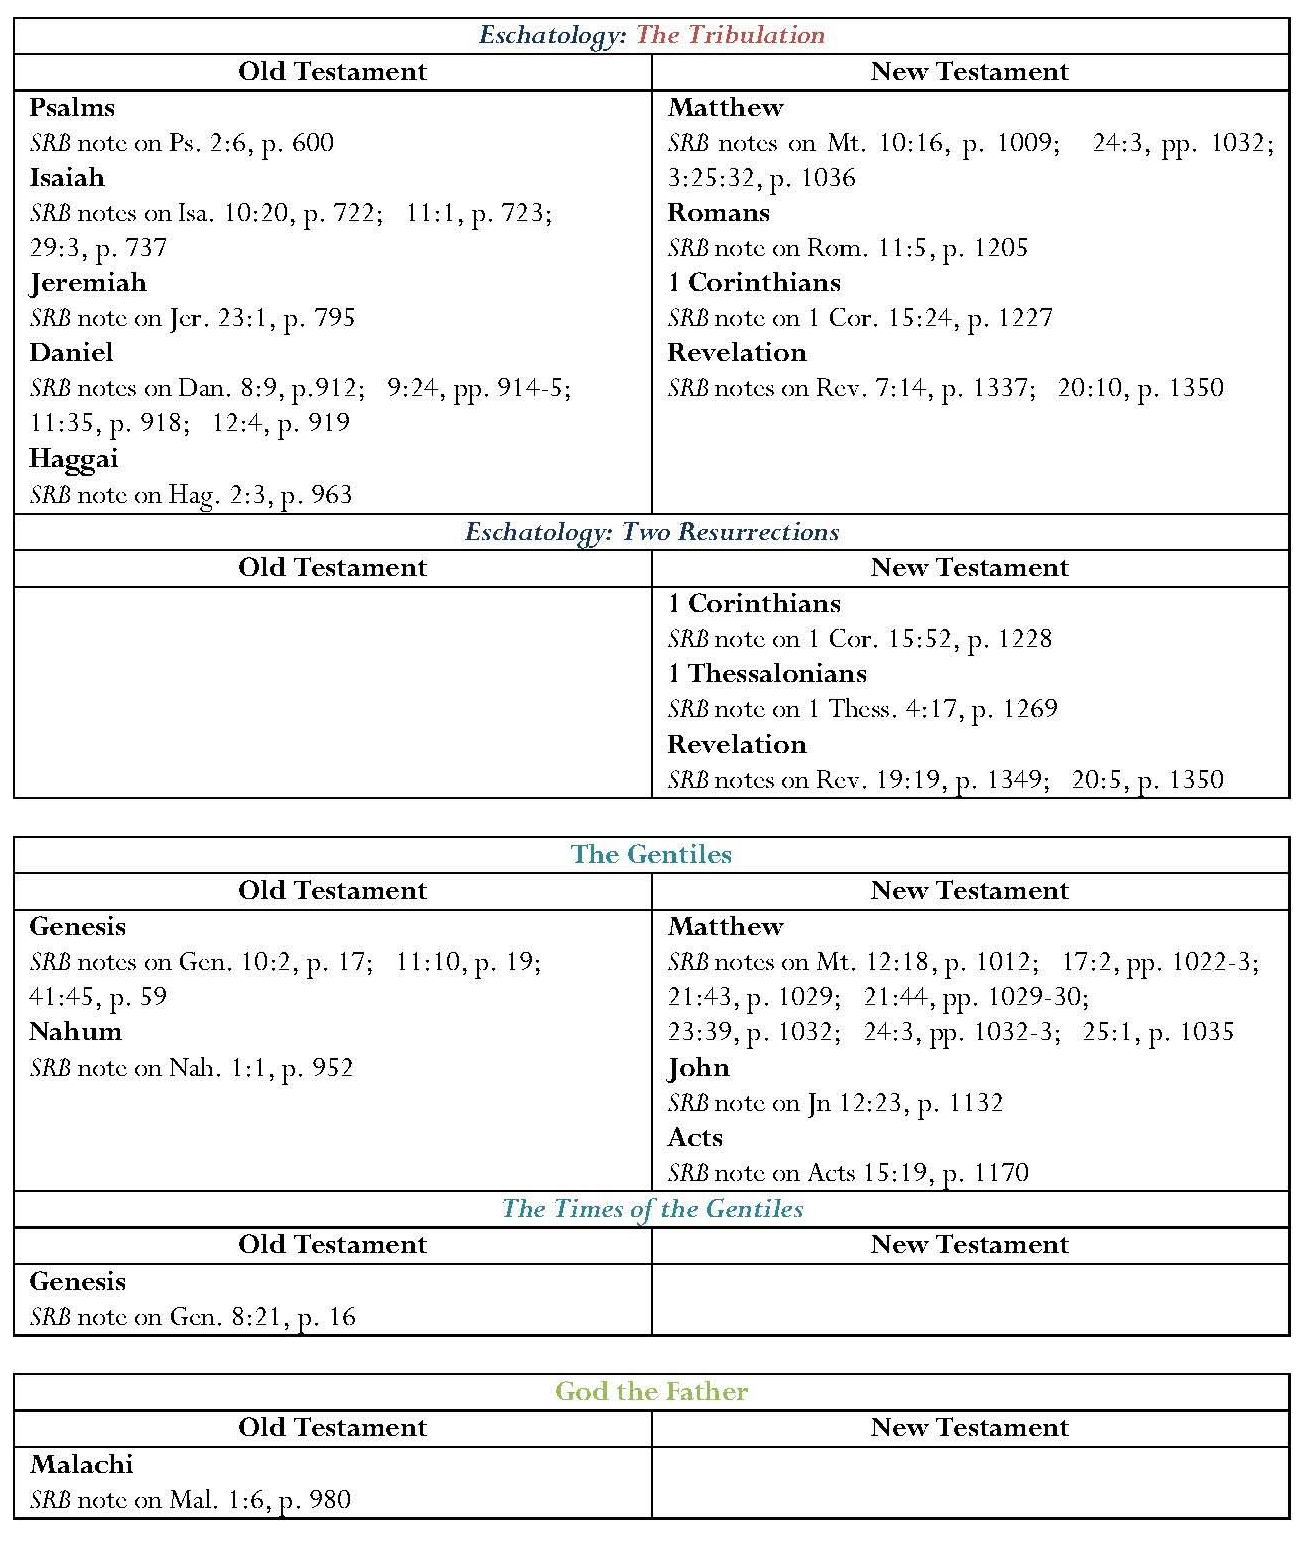 Eschatology: The Tribulation
Old Testament
New Testament
Psalms
SRB note on Ps. 2:6, p. 600
Isaiah
SRB notes on Isa. 10:20, p. 722; 11:1, p. 723;
29:3, p. 737
Jeremiah
SRB note on Jer. 23:1, p. 795
Daniel
SRB notes on Dan. 8:9, p.912; 9:24, pp. 914-5;
11:35, p. 918; 12:4, p. 919
Haggai
SRB note on Hag. 2:3, p. 963
Matthew
SRB notes on Mt. 10:16, p. 1009; 24:3, pp. 1032;
3:25:32, p. 1036
Romans
SRB note on Rom. 11:5, p. 1205
1 Corinthians
SRB note on 1 Cor. 15:24, p. 1227
Revelation
SRB notes on Rev. 7:14, p. 1337; 20:10, p. 1350
Eschatology: Two Resurrections
Old Testament
New Testament
1 Corinthians
SRB note on 1 Cor. 15:52, p. 1228
1 Thessalonians
SRB note on 1 Thess. 4:17, p. 1269
Revelation
SRB notes on Rev. 19:19, p. 1349; 20:5, p. 1350
The Gentiles
Old Testament
New Testament
Genesis
SRB notes on Gen. 10:2, p. 17; 11:10, p. 19;
41:45, p. 59
Nahum
SRB note on Nah. 1:1, p. 952
Matthew
SRB notes on Mt. 12:18, p. 1012; 17:2, pp. 1022-3;
21:43, p. 1029; 21:44, pp. 1029-30;
23:39, p. 1032; 24:3, pp. 1032-3; 25:1, p. 1035
John
SRB note on Jn 12:23, p. 1132
Acts
SRB note on Acts 15:19, p. 1170
The Times of the Gentiles
Old Testament
New Testament
Genesis
SRB note on Gen. 8:21, p. 16
God the Father
Old Testament
New Testament
Malachi
SRB note on Mal. 1:6, p. 980